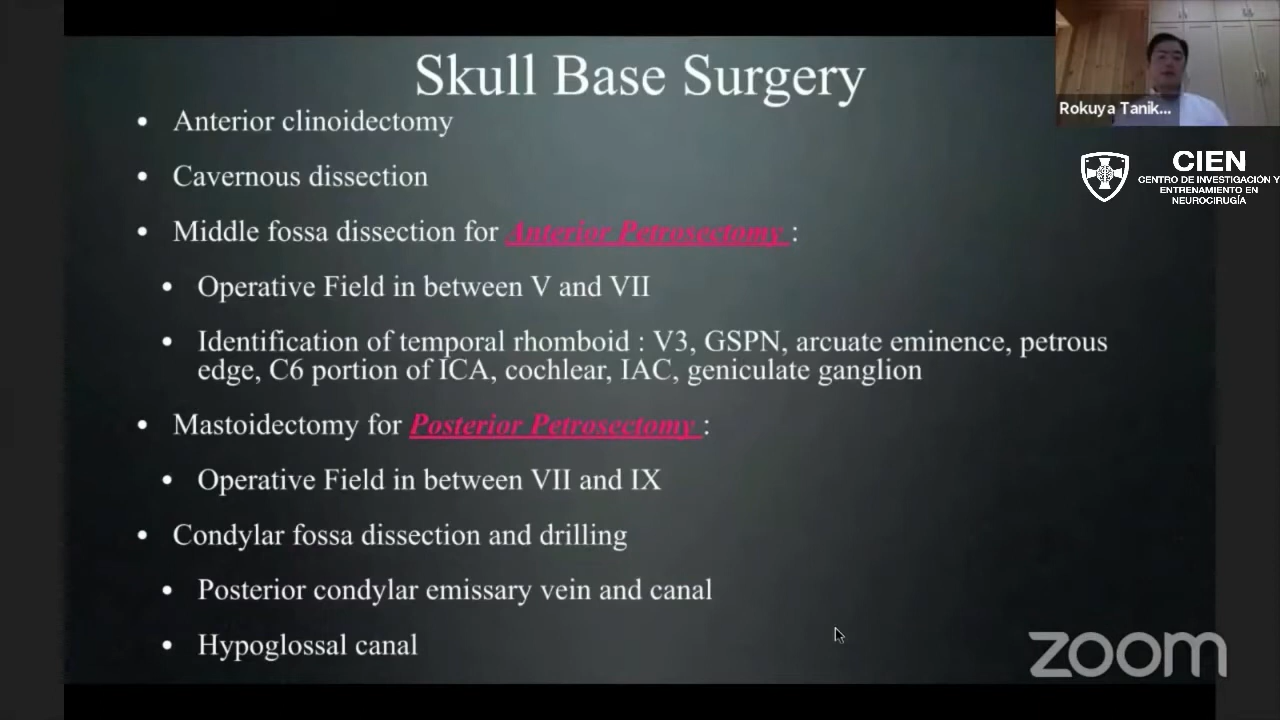 Skull Base Surgery
• Anterior clinoidectomy
• Cavernous dissection
• Middle fossa dissection for Anterior Petrosectomy :
• Operative Field in between V and VII
• Identification of temporal rhomboid : V3, GSPN, arcuate eminence, petrous
edge, C6 portion of ICA, cochlear, IAC, geniculate ganglion
• Mastoidectomy for Posterior Petrosectomy :
• Operative Field in between VII and IX
• Condylar fossa dissection and drilling
• Posterior condylar emissary vein and canal
• Hypoglossal canal
Rokuya Tanik...
CIEN
CENTRO DE INVESTIGACIÓN Y
ENTRENAMIENTO EN
NEUROCIRUGÍA
zoom